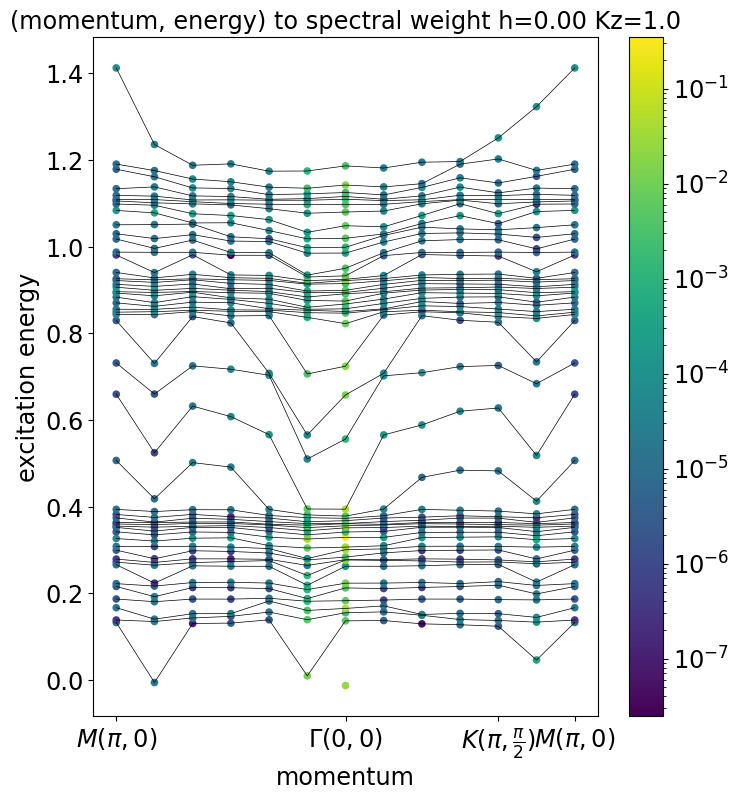 (momentum, energy) to spectral weight h=0.00 Kz=1.0
excitation energy
1.4
1.2
1.0
0.8
0.6
0.4
0.2
0.0
M(π, 0)
Γ(0, 0)
K(π, π/2)
M(π, 0)
momentum
10⁻¹
10⁻²
10⁻³
10⁻⁴
10⁻⁵
10⁻⁶
10⁻⁷